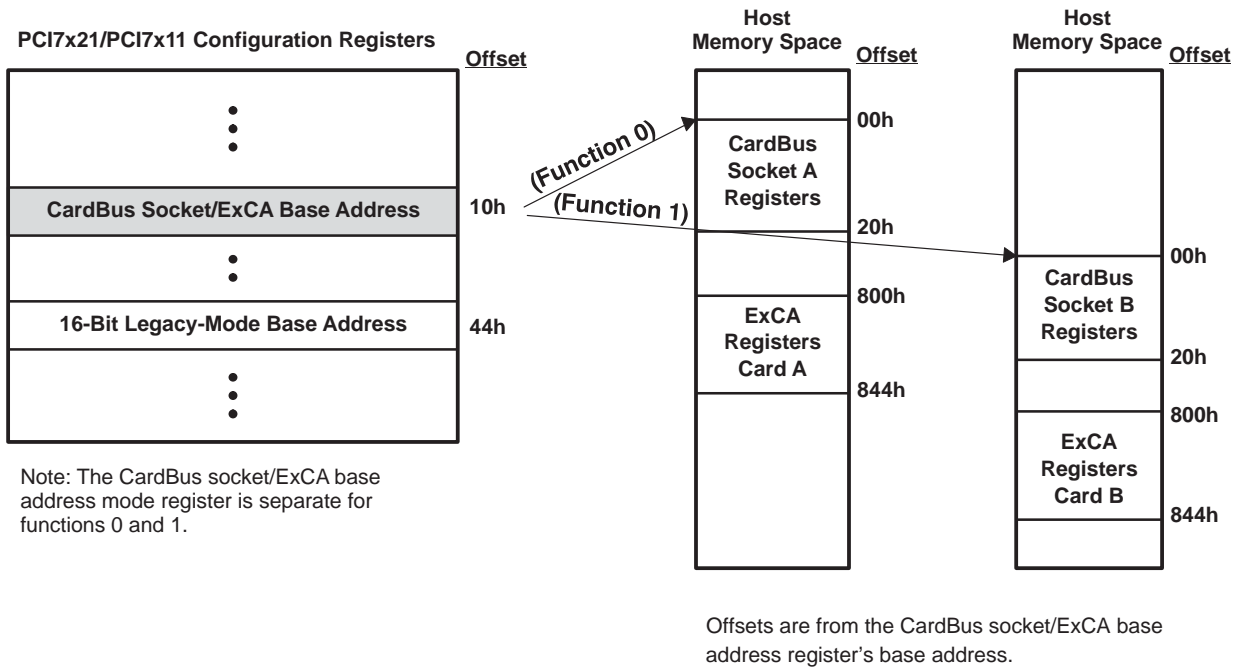 PCI7x21/PCI7x11 Configuration Registers
Offset
CardBus Socket/ExCA Base Address
10h
16-Bit Legacy-Mode Base Address
44h
Note: The CardBus socket/ExCA base
address mode register is separate for
functions 0 and 1.
(Function 0)
(Function 1)
Host
Memory Space
Offset
00h
CardBus
Socket A
Registers
20h
800h
ExCA
Registers
Card A
844h
Host
Memory Space
Offset
00h
CardBus
Socket B
Registers
20h
800h
ExCA
Registers
Card B
844h
Offsets are from the CardBus socket/ExCA base
address register’s base address.